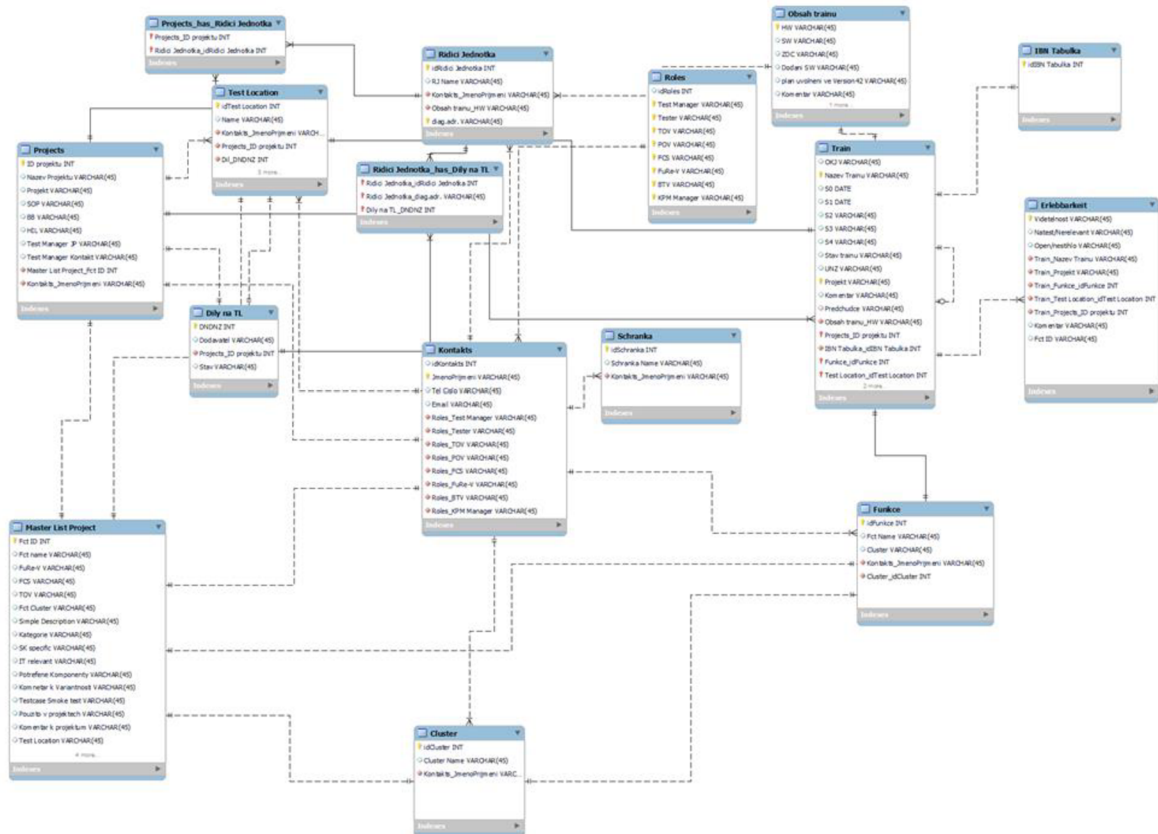 Projects_has_Ridici Jednotka
Projects_ID projektu INT
Ridici Jednotka_idRidici Jednotka INT
Indexes
Ridici Jednotka
idRidici Jednotka INT
RJ Name VARCHAR(45)
Kontakts_JmenoPrijmeni VARCHAR(45)
Obsah trainu_HW VARCHAR(45)
diag.adr. VARCHAR(45)
Indexes
Roles
idRoles INT
Test Manager VARCHAR(45)
Tester VARCHAR(45)
TOV VARCHAR(45)
POV VARCHAR(45)
FCS VARCHAR(45)
FuRe-V VARCHAR(45)
BTV VARCHAR(45)
KPM Manager VARCHAR(45)
Indexes
Obsah trainu
HW VARCHAR(45)
SW VARCHAR(45)
ZDC VARCHAR(45)
Dodani SW VARCHAR(45)
plan uvolneni ve Version42 VARCHAR(45)
Komentar VARCHAR(45)
1 more...
Indexes
IBN Tabulka
idIBN Tabulka INT
Indexes
Test Location
idTest Location INT
Name VARCHAR(45)
Kontakts_JmenoPrijmeni VARCH...
Projects_ID projektu INT
Dil_DNDNZ INT
Indexes
Projects
ID projektu INT
Nazev Projektu VARCHAR(45)
Projekt VARCHAR(45)
SOP VARCHAR(45)
BB VARCHAR(45)
HIL VARCHAR(45)
Test Manager JP VARCHAR(45)
Test Manager Kontakt VARCHAR(45)
Master List Project_Fct ID INT
Kontakts_JmenoPrijmeni VARCHAR(45)
Indexes
Ridici Jednotka_has_Dily na TL
Ridici Jednotka_idRidici Jednotka INT
Ridici Jednotka_diag.adr. VARCHAR(45)
Dily na TL_DNDNZ INT
Indexes
Train
OKJ VARCHAR(45)
Nazev Trainu VARCHAR(45)
S0 DATE
S1 DATE
S2 VARCHAR(45)
S3 VARCHAR(45)
S4 VARCHAR(45)
Stav trainu VARCHAR(45)
UNZ VARCHAR(45)
Projekt VARCHAR(45)
Komentar VARCHAR(45)
Predchudce VARCHAR(45)
Obsah trainu_HW VARCHAR(45)
Projects_ID projektu INT
IBN Tabulka_idIBN Tabulka INT
Funkce_idFunkce INT
Test Location_idTest Location INT
2 more...
Indexes
Erlebbarkeit
Videtelnost VARCHAR(45)
Natest/Nerelevant VARCHAR(45)
Open/nestihlo VARCHAR(45)
Train_Nazev Trainu VARCHAR(45)
Train_Projekt VARCHAR(45)
Train_Funkce_idFunkce INT
Train_Test Location_idTest Location INT
Train_Projects_ID projektu INT
Komentar VARCHAR(45)
Fct ID VARCHAR(45)
Indexes
Dily na TL
DNDNZ INT
Dodavatel VARCHAR(45)
Projects_ID projektu INT
Stav VARCHAR(45)
Indexes
Kontakts
idKontakts INT
JmenoPrijmeni VARCHAR(45)
Tel Cislo VARCHAR(45)
Email VARCHAR(45)
Roles_Test Manager VARCHAR(45)
Roles_Tester VARCHAR(45)
Roles_TOV VARCHAR(45)
Roles_POV VARCHAR(45)
Roles_FCS VARCHAR(45)
Roles_FuRe-V VARCHAR(45)
Roles_BTV VARCHAR(45)
Roles_KPM Manager VARCHAR(45)
Indexes
Schranka
idSchranka INT
Schranka Name VARCHAR(45)
Kontakts_JmenoPrijmeni VARCHAR(45)
Indexes
Master List Project
Fct ID INT
Fct name VARCHAR(45)
FuRe-V VARCHAR(45)
FCS VARCHAR(45)
TOV VARCHAR(45)
Fct Cluster VARCHAR(45)
Simple Description VARCHAR(45)
Kategorie VARCHAR(45)
SK specific VARCHAR(45)
IT relevant VARCHAR(45)
Potrefene Komponenty VARCHAR(45)
Komnetar k Variantnosti VARCHAR(45)
Testcase Smoke test VARCHAR(45)
Pouzito v projektech VARCHAR(45)
Komentar k projektum VARCHAR(45)
Test Location VARCHAR(45)
4 more...
Indexes
Funkce
idFunkce INT
Fct Name VARCHAR(45)
Cluster VARCHAR(45)
Kontakts_JmenoPrijmeni VARCHAR(45)
Cluster_idCluster INT
Indexes
Cluster
idCluster INT
Cluster Name VARCHAR(45)
Kontakts_JmenoPrijmeni VARC...
Indexes